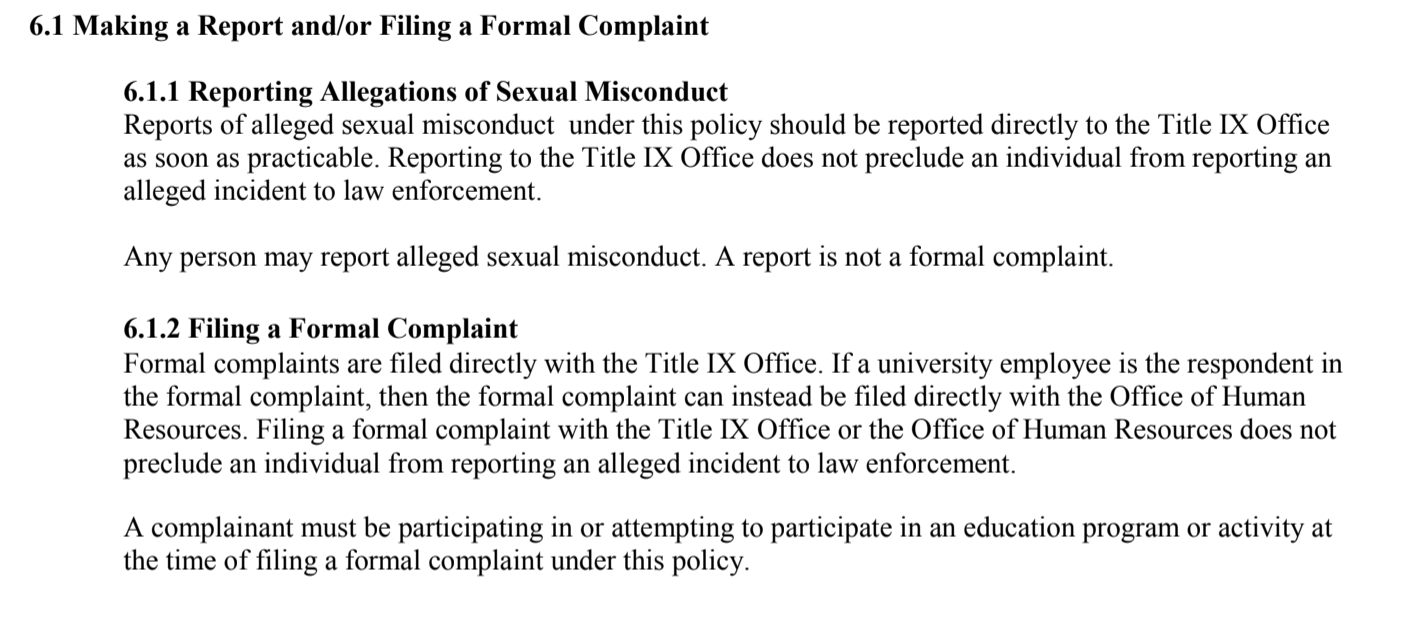 6.1 Making a Report and/or Filing a Formal Complaint
6.1.1 Reporting Allegations of Sexual Misconduct
Reports of alleged sexual misconduct  under this policy should be reported directly to the Title IX Office
as soon as practicable. Reporting to the Title IX Office does not preclude an individual from reporting an
alleged incident to law enforcement.
Any person may report alleged sexual misconduct. A report is not a formal complaint.
6.1.2 Filing a Formal Complaint
Formal complaints are filed directly with the Title IX Office. If a university employee is the respondent in
the formal complaint, then the formal complaint can instead be filed directly with the Office of Human
Resources. Filing a formal complaint with the Title IX Office or the Office of Human Resources does not
preclude an individual from reporting an alleged incident to law enforcement.
A complainant must be participating in or attempting to participate in an education program or activity at
the time of filing a formal complaint under this policy.